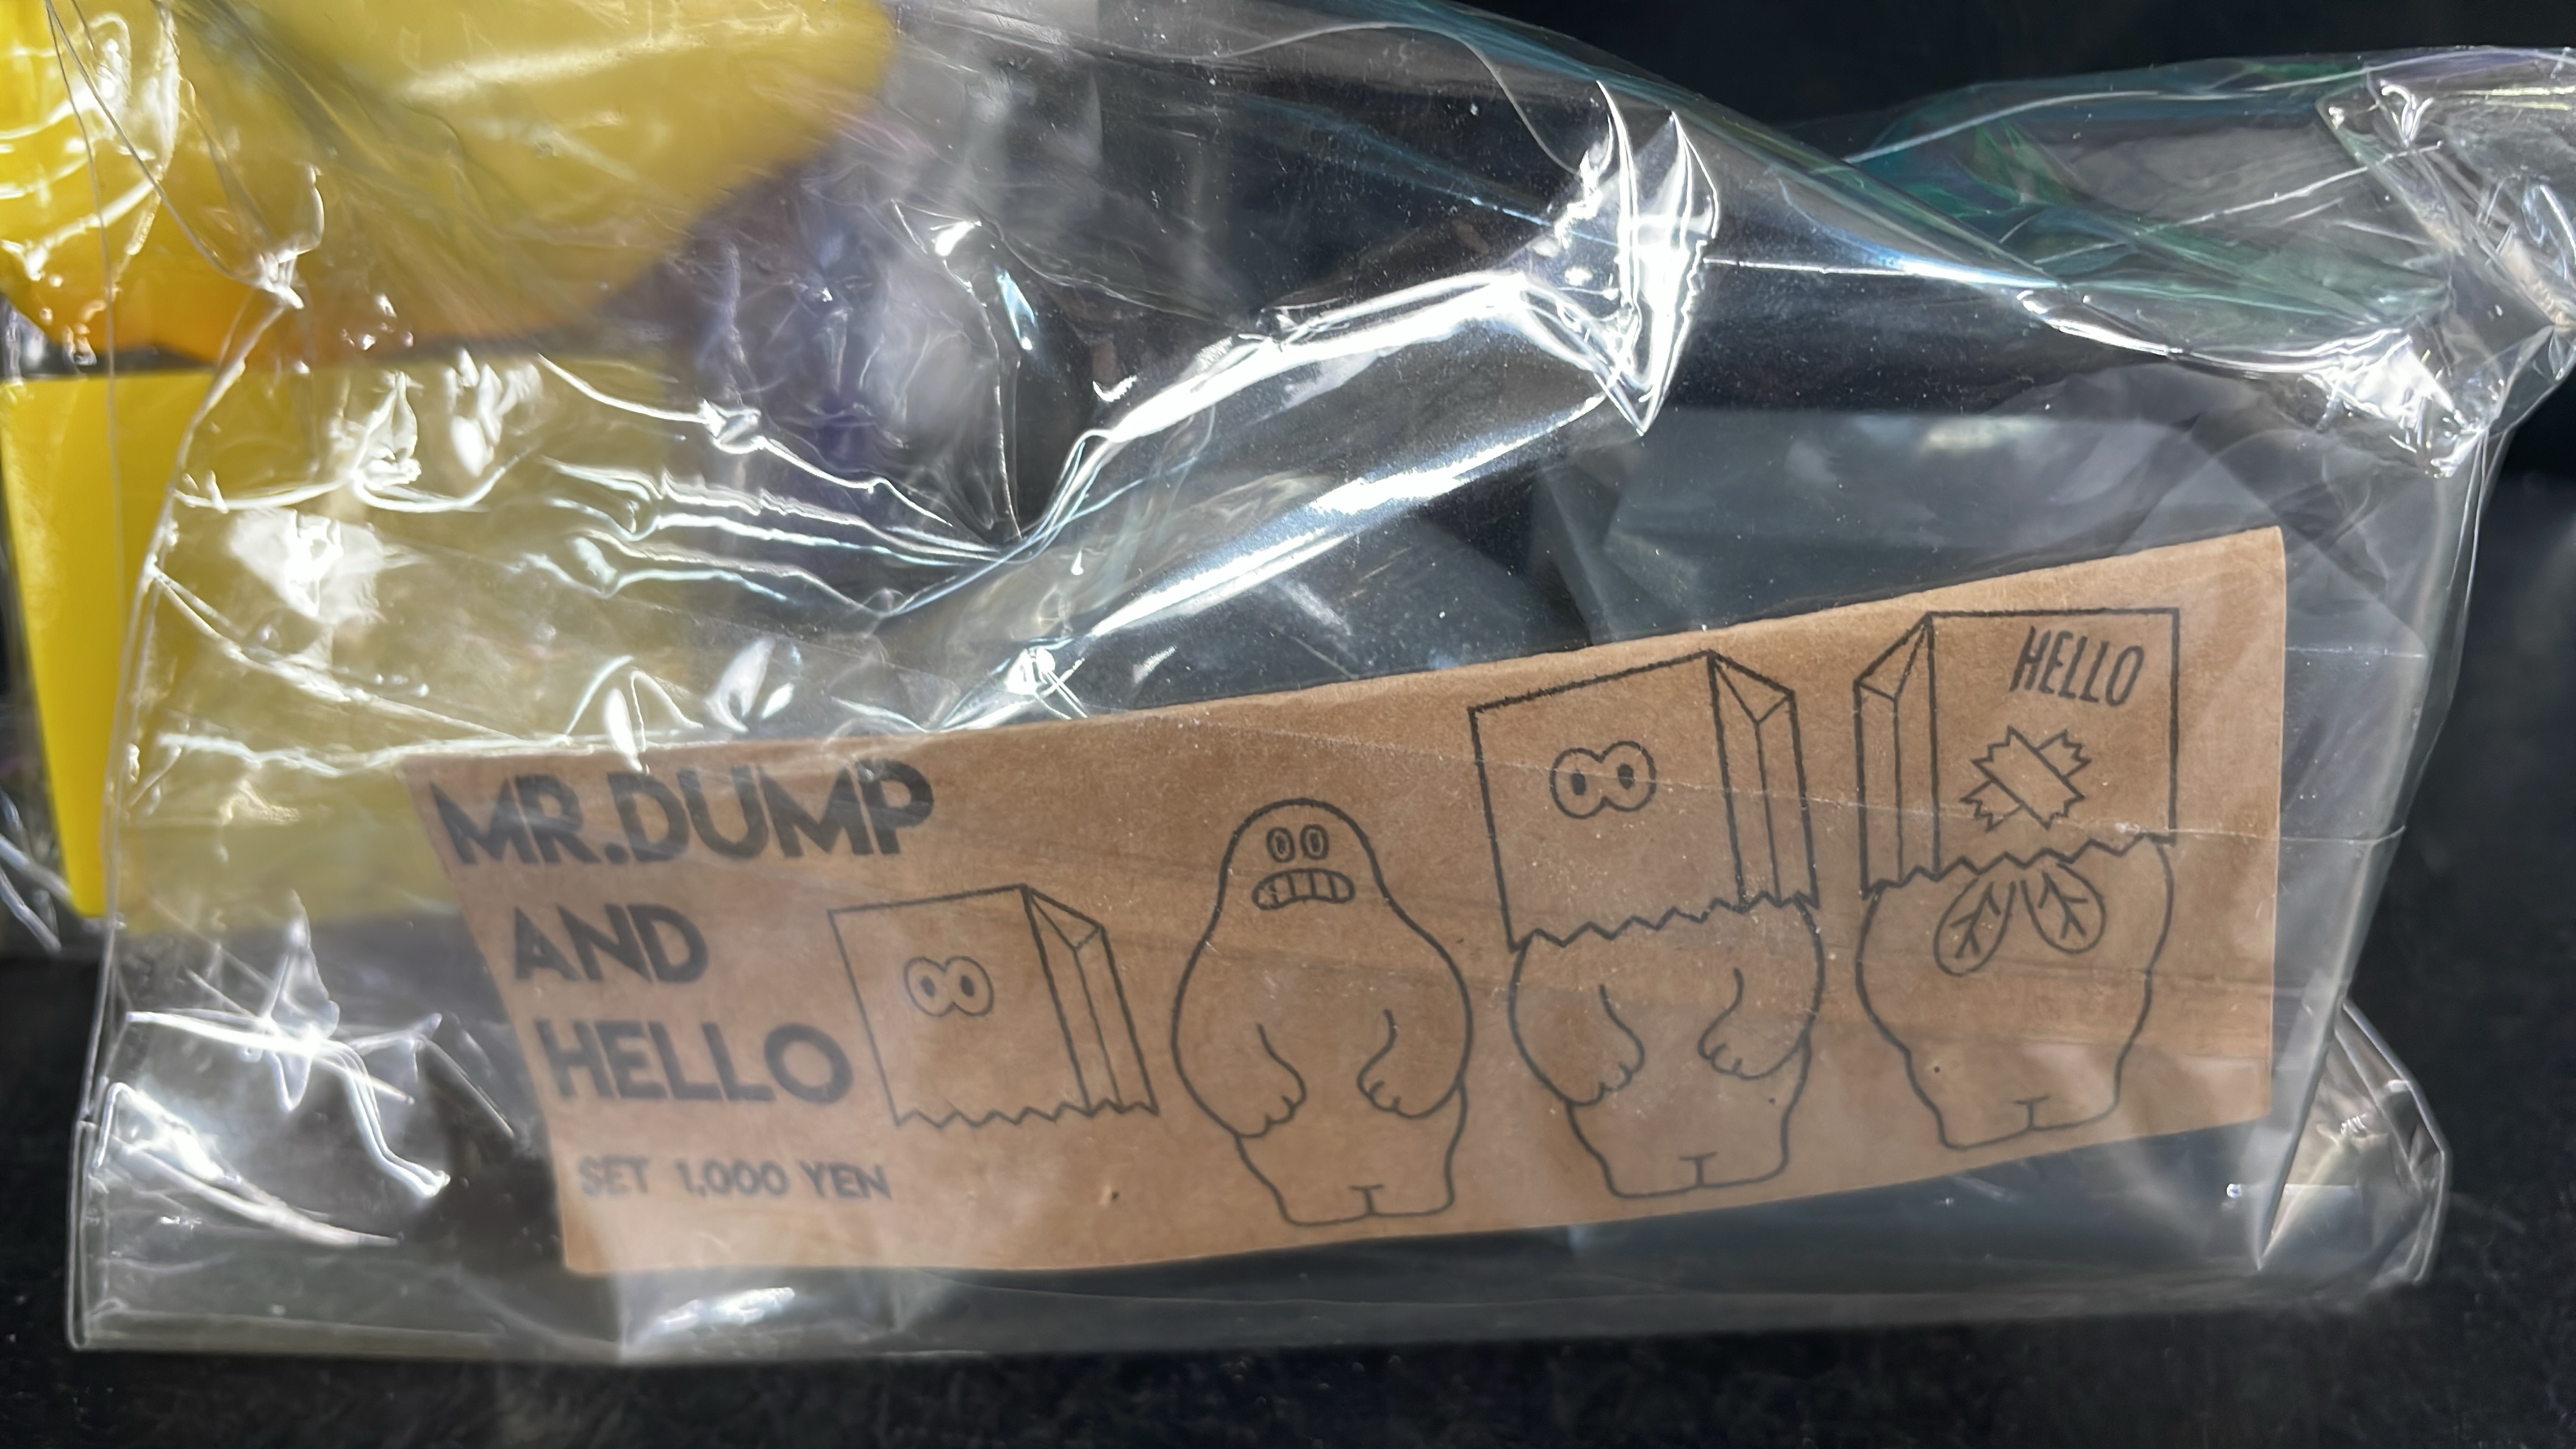 MR.DUMP
AND
HELLO
SET 1,000 YEN
HELLO